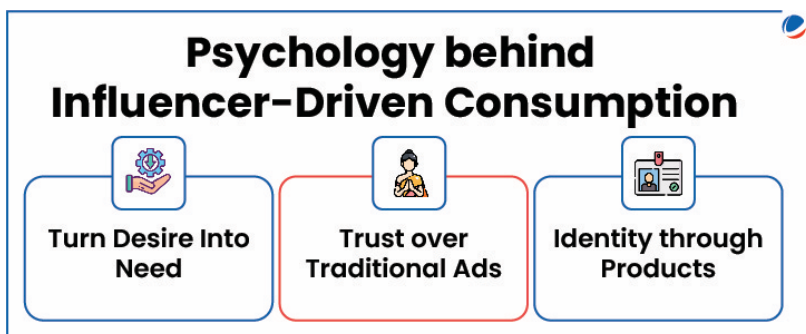 Psychology behind
Influencer-Driven Consumption
Turn Desire Into
Need
Trust over
Traditional Ads
Identity through
Products